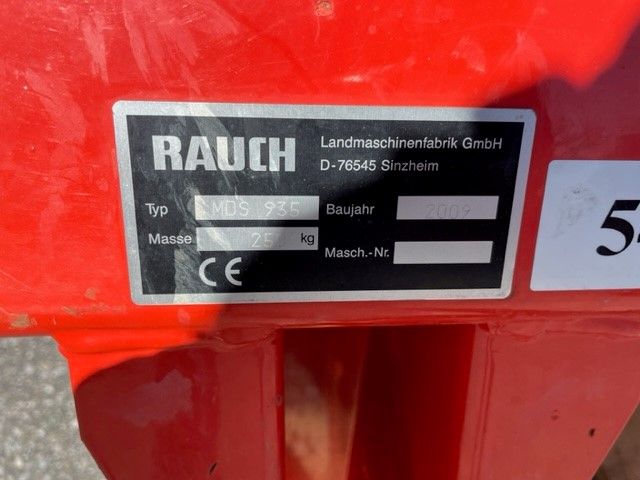 RAUCH
Landmaschinenfabrik GmbH
D-76545 Sinzheim
Typ MDS 935 Baujahr 2009
Masse kg Masch.-Nr.
CE